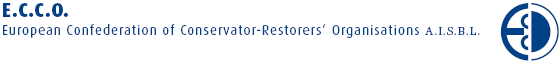 E.C.C.O.
European Confederation of Conservator-Restorers’ Organisations A.I.S.B.L.